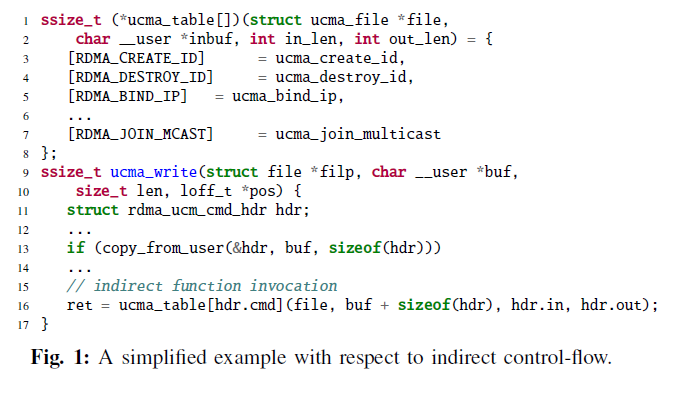 1 ssize_t (*ucma_table[])(struct ucma_file *file,
2 char __user *inbuf, int in_len, int out_len) = {
3 [RDMA_CREATE_ID] = ucma_create_id,
4 [RDMA_DESTROY_ID] = ucma_destroy_id,
5 [RDMA_BIND_IP] = ucma_bind_ip,
6 ...
7 [RDMA_JOIN_MCAST] = ucma_join_multicast
8 };
9 ssize_t ucma_write(struct file *filp, char __user *buf,
10 size_t len, loff_t *pos) {
11 struct rdma_ucm_cmd_hdr hdr;
12 ...
13 if (copy_from_user(&hdr, buf, sizeof(hdr)))
14 ...
15 // indirect function invocation
16 ret = ucma_table[hdr.cmd](file, buf + sizeof(hdr), hdr.in, hdr.out);
17 }
Fig. 1: A simplified example with respect to indirect control-flow.